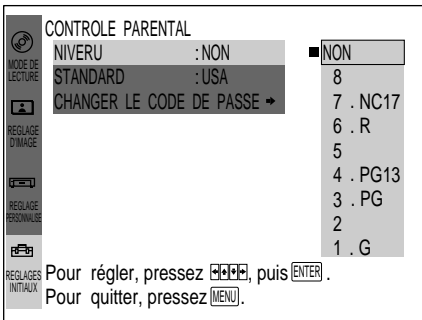 CONTROLE PARENTAL
NIVERU : NON
STANDARD : USA
CHANGER LE CODE DE PASSE
NON
8
7 . NC17
6 . R
5
4 . PG13
3 . PG
2
1 . G
MODE DE
LECTURE
REGLAGE
D'IMAGE
REGLAGE
PERSONNALISE
REGLAGES
INITIAUX
Pour régler, pressez , puis ENTER .
Pour quitter, pressez MENU .